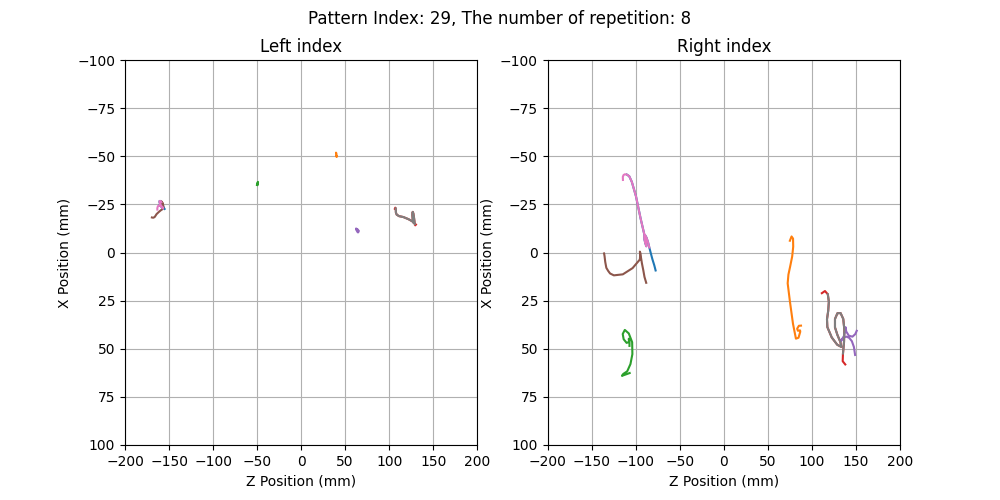 Pattern Index: 29, The number of repetition: 8
Left index
Right index
−100
−75
−50
−25
0
25
50
75
100
X Position (mm)
−200 −150 −100 −50 0 50 100 150 200
Z Position (mm)
−100
−75
−50
−25
0
25
50
75
100
X Position (mm)
−200 −150 −100 −50 0 50 100 150 200
Z Position (mm)